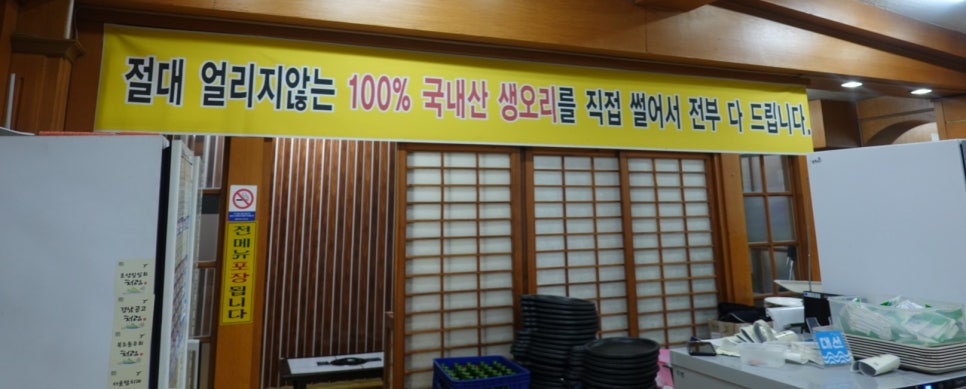 절대 얼리지않는 100% 국내산 생오리를 직접 썰어서 전부 다 드립니다.
전메뉴포장됩니다
대선